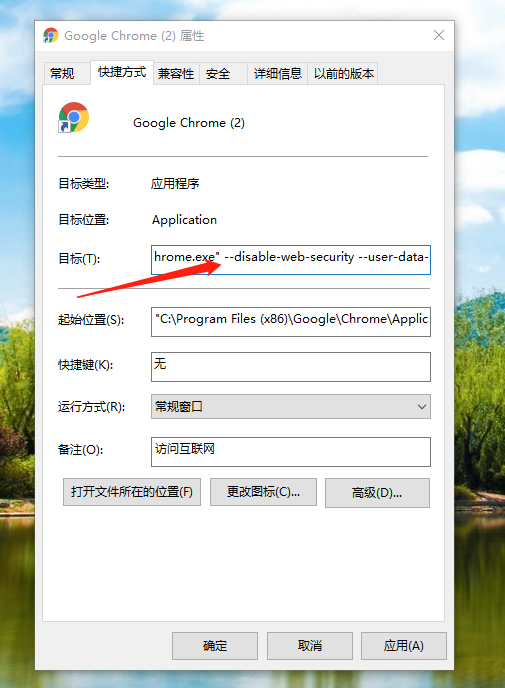 Google Chrome (2) 属性
常规 快捷方式 兼容性 安全 详细信息 以前的版本
Google Chrome (2)
目标类型: 应用程序
目标位置: Application
目标(T): hrome.exe" --disable-web-security --user-data-
起始位置(S): "C:\Program Files (x86)\Google\Chrome\Applic
快捷键(K): 无
运行方式(R): 常规窗口
备注(O): 访问互联网
打开文件所在的位置(F) 更改图标(C)... 高级(D)...
确定 取消 应用(A)